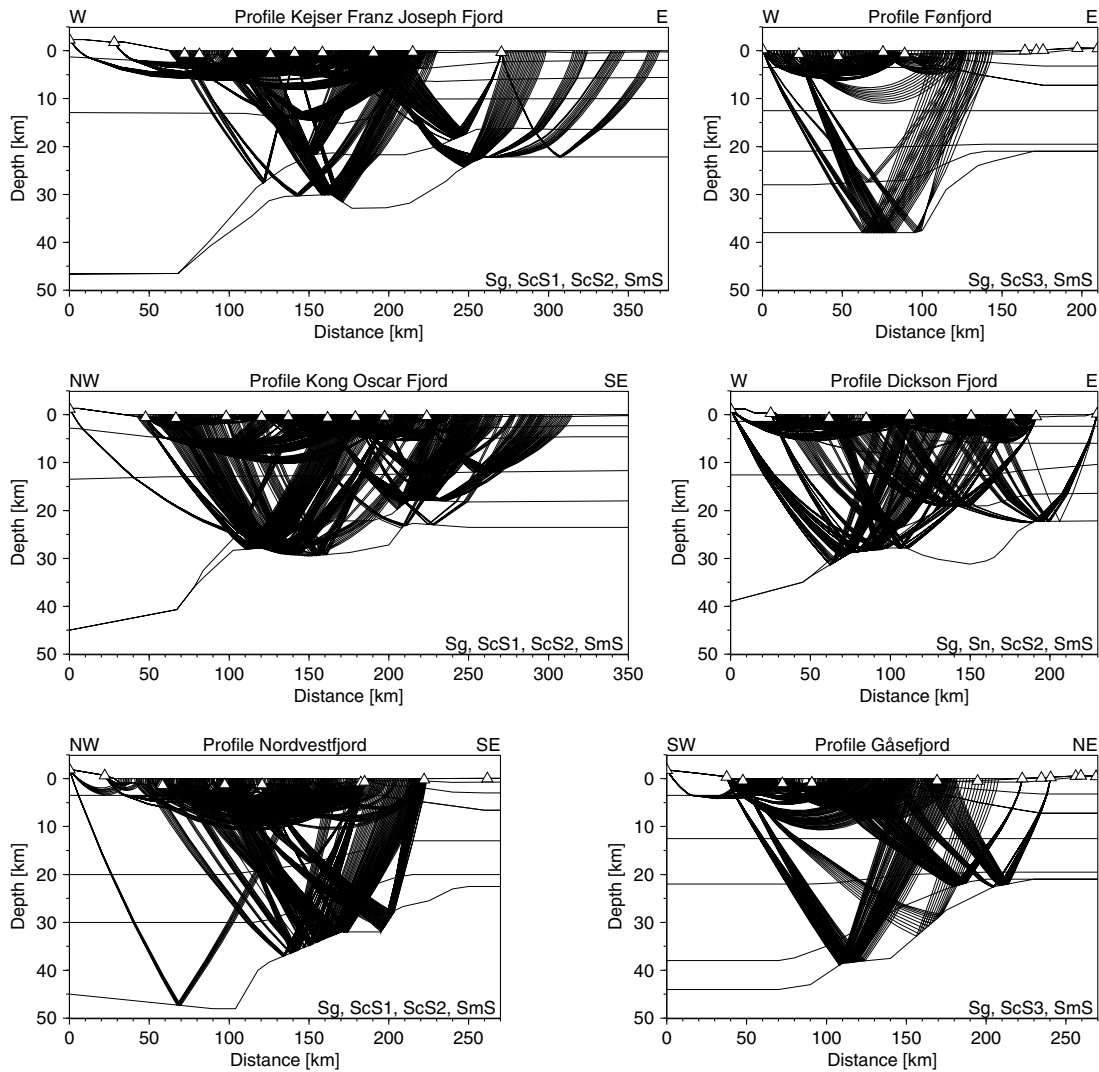 W Profile Kejser Franz Joseph Fjord E
0
10
20
30
40
50
Depth [km]
Sg, ScS1, ScS2, SmS
0 50 100 150 200 250 300 350
Distance [km]
W Profile Fønfjord E
0
10
20
30
40
50
Depth [km]
Sg, ScS3, SmS
0 50 100 150 200
Distance [km]
NW Profile Kong Oscar Fjord SE
0
10
20
30
40
50
Depth [km]
Sg, ScS1, ScS2, SmS
0 50 100 150 200 250 300 350
Distance [km]
W Profile Dickson Fjord E
0
10
20
30
40
50
Depth [km]
Sg, Sn, ScS2, SmS
0 50 100 150 200
Distance [km]
NW Profile Nordvestfjord SE
0
10
20
30
40
50
Depth [km]
Sg, ScS1, ScS2, SmS
0 50 100 150 200 250
Distance [km]
SW Profile Gåsefjord NE
0
10
20
30
40
50
Depth [km]
Sg, ScS3, SmS
0 50 100 150 200 250
Distance [km]